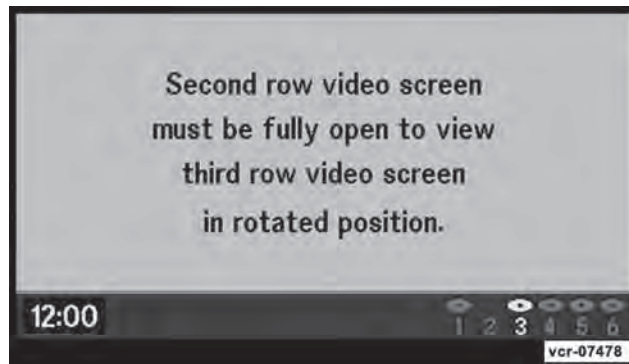 Second row video screen
must be fully open to view
third row video screen
in rotated position.
12:00
1 2 3 4 5 6
vcr-07478